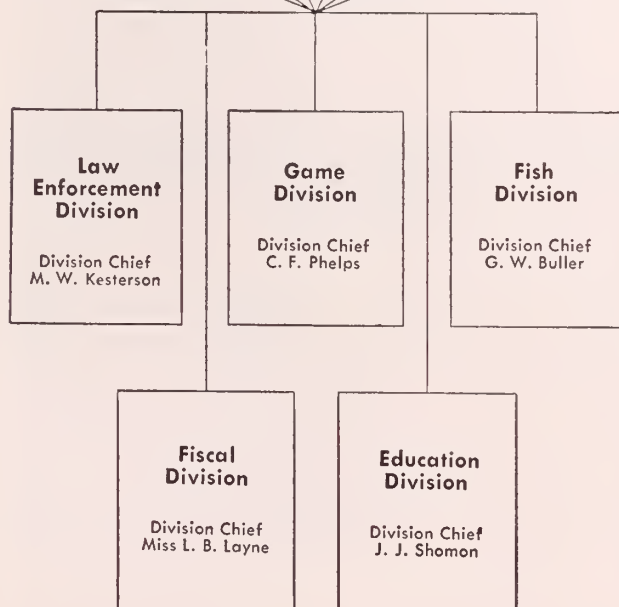 Law
Enforcement
Division
Division Chief
M. W. Kesterson
Game
Division
Division Chief
C. F. Phelps
Fish
Division
Division Chief
G. W. Buller
Fiscal
Division
Division Chief
Miss L. B. Layne
Education
Division
Division Chief
J. J. Shomon